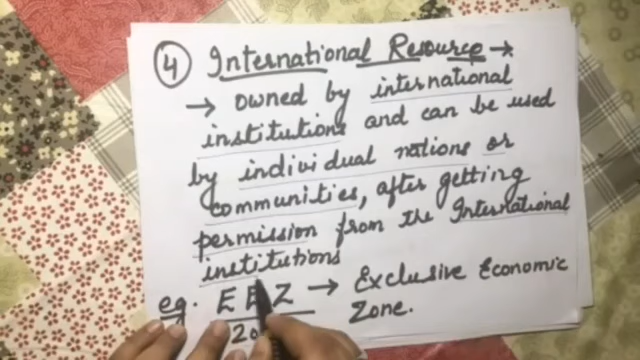 ④ International Resource →
→ owned by international
institutions and can be used
by individual nations or
communities, after getting
permission from the International
institutions
eg. E E Z → Exclusive Economic
Zone.